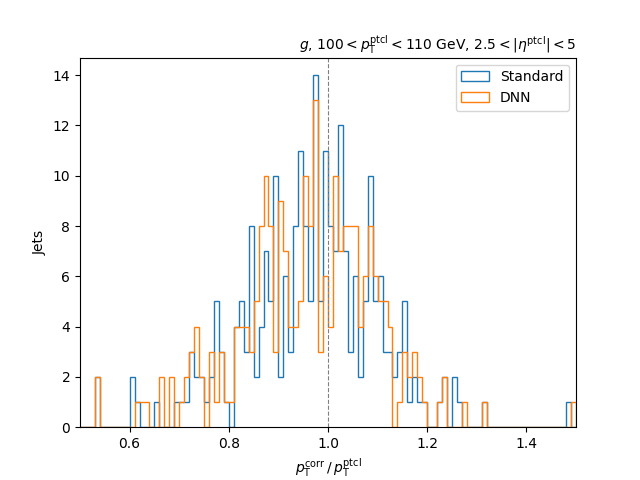 g, 100 < p_T^ptcl < 110 GeV, 2.5 < |η^ptcl| < 5
14
12
10
8
6
4
2
0
Jets
Standard
DNN
0.6 0.8 1.0 1.2 1.4
p_T^corr / p_T^ptcl